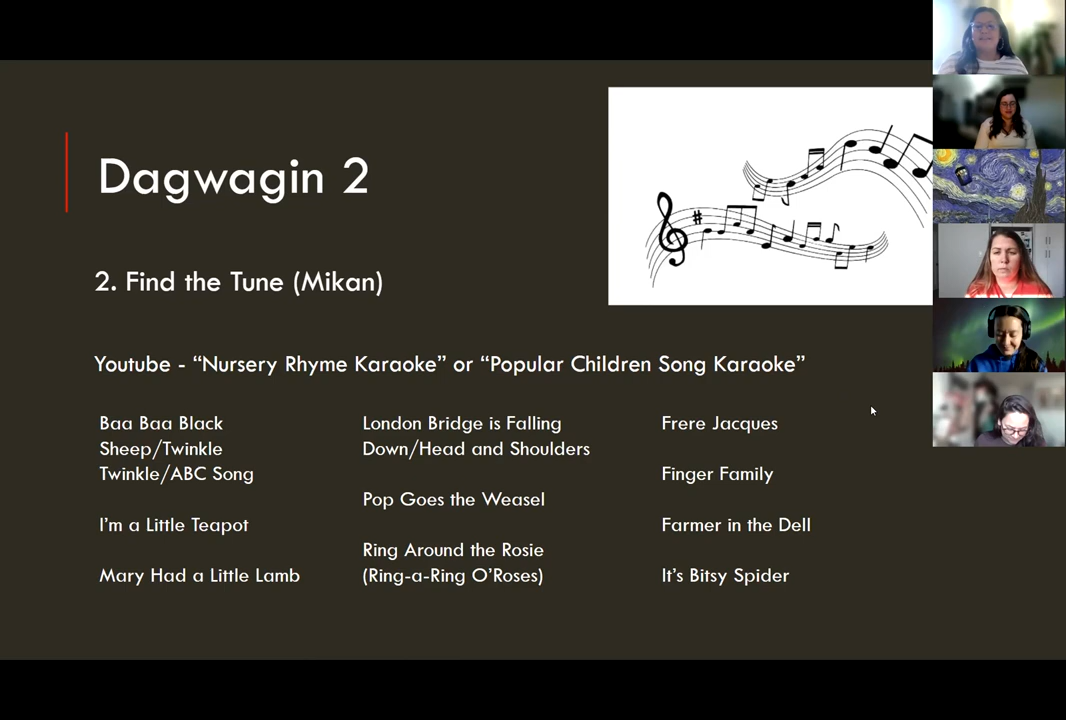 Dagwagin 2
2. Find the Tune (Mikan)
Youtube - “Nursery Rhyme Karaoke” or “Popular Children Song Karaoke”
Baa Baa Black
Sheep/Twinkle
Twinkle/ABC Song
I’m a Little Teapot
Mary Had a Little Lamb
London Bridge is Falling
Down/Head and Shoulders
Pop Goes the Weasel
Ring Around the Rosie
(Ring-a-Ring O’Roses)
Frere Jacques
Finger Family
Farmer in the Dell
It’s Bitsy Spider